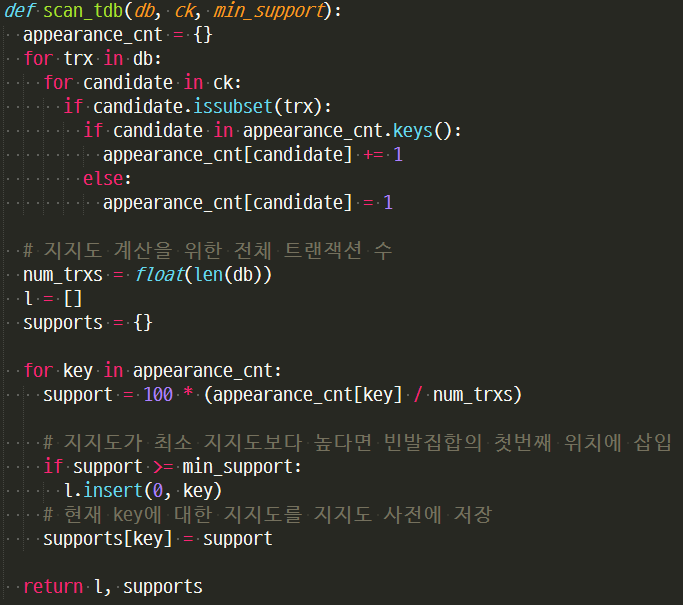 def scan_tdb(db, ck, min_support):
  appearance_cnt = {}
  for trx in db:
    for candidate in ck:
      if candidate.issubset(trx):
        if candidate in appearance_cnt.keys():
          appearance_cnt[candidate] += 1
        else:
          appearance_cnt[candidate] = 1

  # 지지도 계산을 위한 전체 트랜잭션 수
  num_trxs = float(len(db))
  l = []
  supports = {}

  for key in appearance_cnt:
    support = 100 * (appearance_cnt[key] / num_trxs)

    # 지지도가 최소 지지도보다 높다면 빈발집합의 첫번째 위치에 삽입
    if support >= min_support:
      l.insert(0, key)
    # 현재 key에 대한 지지도를 지지도 사전에 저장
    supports[key] = support

  return l, supports